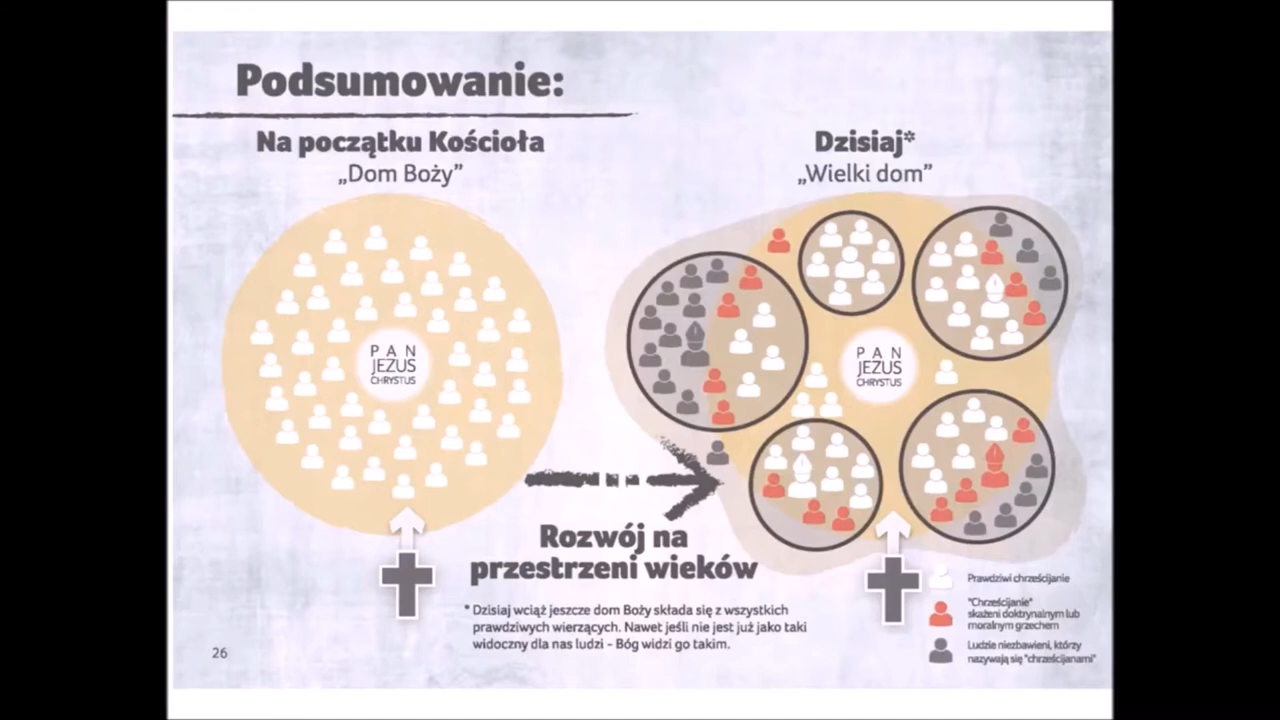 Podsumowanie:
Na początku Kościoła
„Dom Boży”
Dzisiaj*
„Wielki dom”
PAN
JEZUS
CHRYSTUS
PAN
JEZUS
CHRYSTUS
Rozwój na
przestrzeni wieków
* Dzisiaj wciąż jeszcze dom Boży składa się z wszystkich
prawdziwych wierzących. Nawet jeśli nie jest już jako taki
widoczny dla nas ludzi - Bóg widzi go takim.
Prawdziwi chrześcijanie
"Chrześcijanie"
skażeni doktrynalnym lub
moralnym grzechem
Ludzie niezbawieni, którzy
nazywają się "chrześcijanami"
26